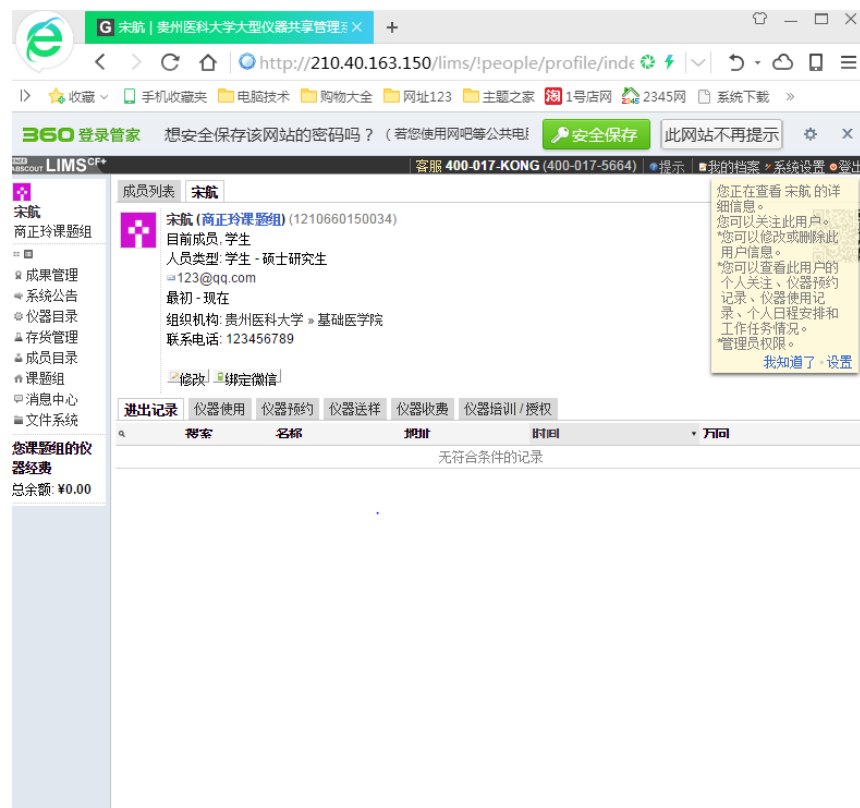 G 宋航 | 贵州医科大学大型仪器共享管理系 × +
http://210.40.163.150/lims/!people/profile/inde
收藏 手机收藏夹 电脑技术 购物大全 网址123 主题之家 淘 1号店网 2345网 系统下载 »
360 登录管家 想安全保存该网站的密码吗？（若您使用网吧等公共电脑 安全保存 此网站不再提示
LIMS CF+ 客服 400-017-KONG (400-017-5664) 提示 我的档案 系统设置 登出
宋航
商正玲课题组
成果管理
系统公告
仪器目录
存货管理
成员目录
课题组
消息中心
文件系统
您课题组的仪
器经费
总余额: ¥0.00
成员列表 宋航
宋航 (商正玲课题组) (1210660150034)
目前成员, 学生
人员类型: 学生 - 硕士研究生
123@qq.com
最初 - 现在
组织机构: 贵州医科大学 » 基础医学院
联系电话: 123456789
修改 绑定微信
您正在查看 宋航 的详
细信息。
您可以关注此用户。
*您可以修改或删除此
用户信息。
*您可以查看此用户的
个人关注、仪器预约
记录、仪器使用记
录、个人日程安排和
工作任务情况。
*管理员权限。
我知道了 - 设置
进出记录 仪器使用 仪器预约 仪器送样 仪器收费 仪器培训 / 授权
搜索 名称 地址 时间 方向
无符合条件的记录